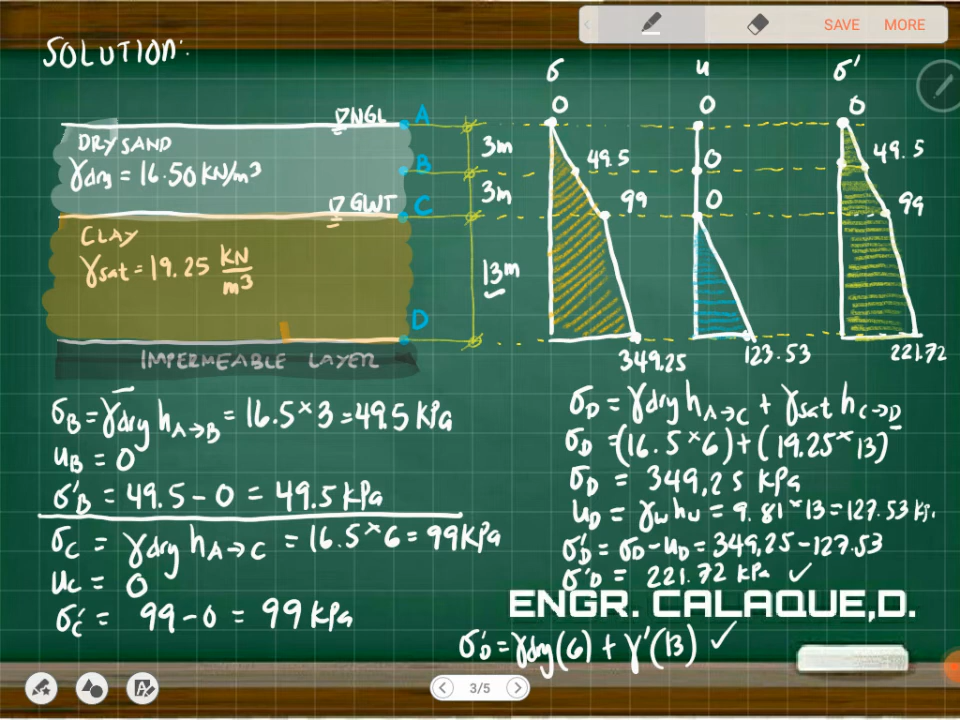 SAVE MORE
SOLUTION:
σ u σ'
0 0 0
NGL A
DRY SAND
γdry = 16.50 KN/m³
3m
B
49.5 0 49.5
3m
GWT C
99 0 99
CLAY
γsat = 19.25 KN/m³
13m
D
IMPERMEABLE LAYER
349.25 123.53 221.72
σB = γdry hA→B = 16.5×3 = 49.5 KPa
uB = 0
σ'B = 49.5 - 0 = 49.5 kPa
σC = γdry hA→C = 16.5×6 = 99 KPa
uC = 0
σ'C = 99 - 0 = 99 kPa
σD = γdry hA→C + γsat hC→D
σD = (16.5×6) + (19.25×13)
σD = 349.25 KPa
uD = γw hw = 9.81×13 = 127.53 kPa
σ'D = σD - uD = 349.25 - 127.53
σ'D = 221.72 kPa ✓
ENGR. CALAQUE,D.
σ'D = γdry(6) + γ'(13) ✓
3/5